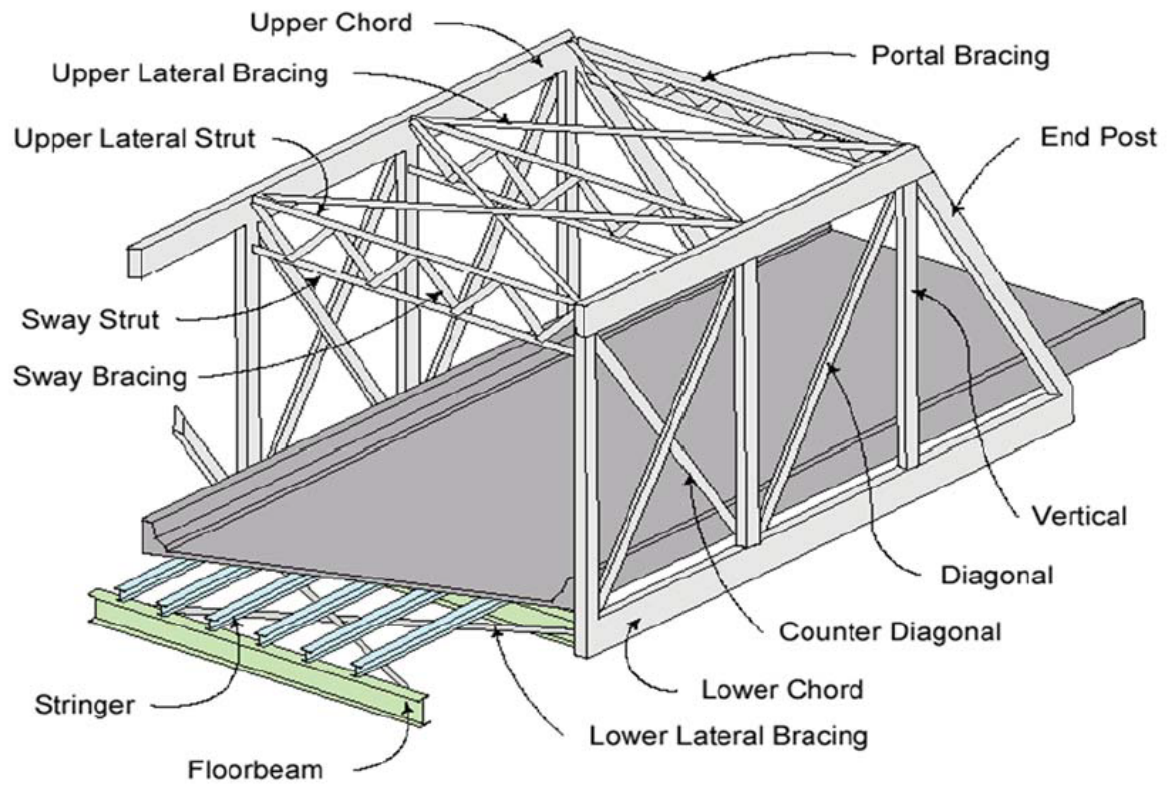 Upper Chord
Portal Bracing
Upper Lateral Bracing
Upper Lateral Strut
End Post
Sway Strut
Sway Bracing
Vertical
Diagonal
Counter Diagonal
Lower Chord
Stringer
Lower Lateral Bracing
Floorbeam